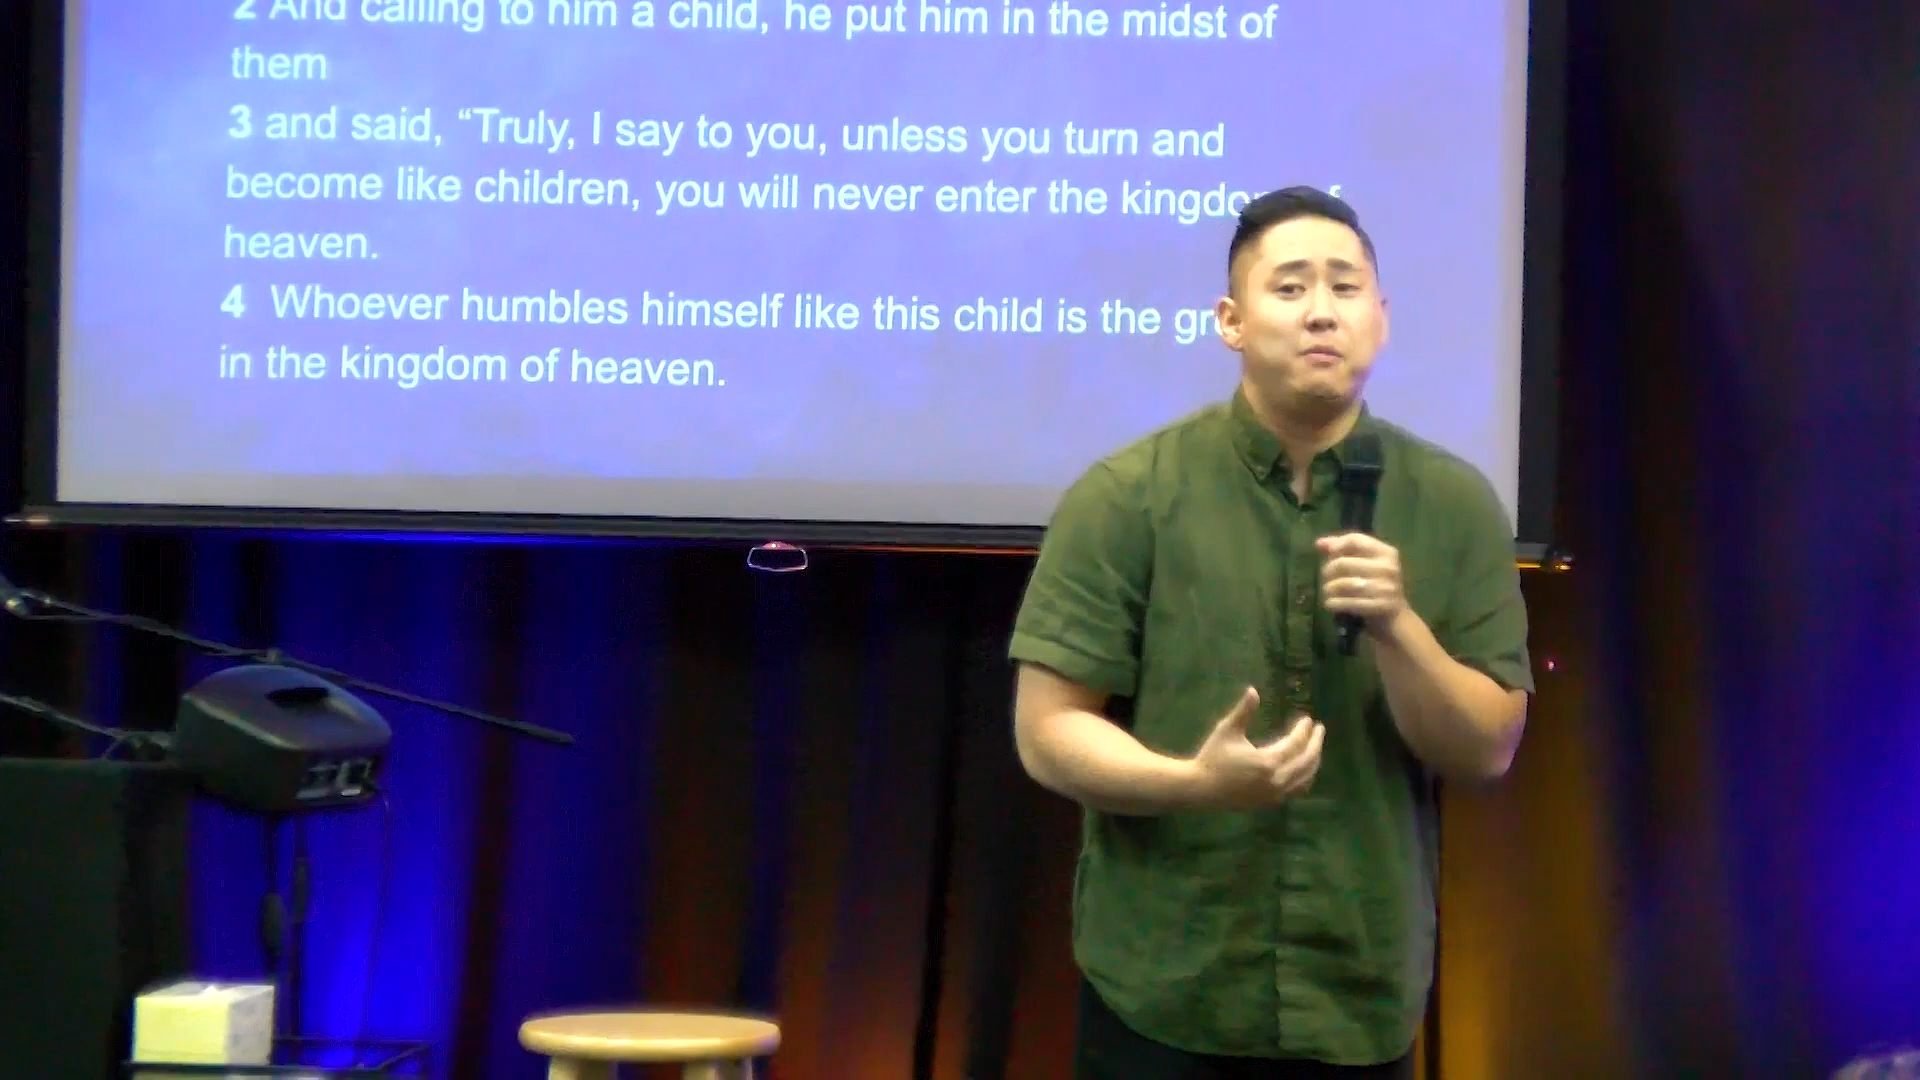 2 And calling to him a child, he put him in the midst of
them
3 and said, “Truly, I say to you, unless you turn and
become like children, you will never enter the kingdom of
heaven.
4 Whoever humbles himself like this child is the
in the kingdom of heaven.